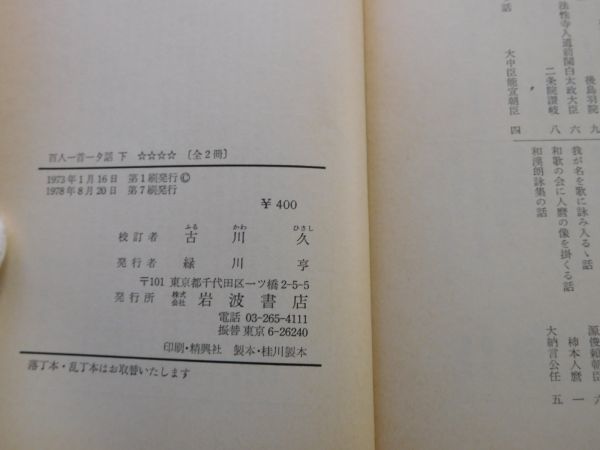 百人一首一夕話 下 ☆☆☆☆ 〔全2冊〕
1973年1月16日 第1刷発行©
1978年8月20日 第7刷発行
¥400
校訂者 古川久
ふる かわ ひさし
発行者 緑川亨
〒101 東京都千代田区一ツ橋2-5-5
発行所 株式会社 岩波書店
電話 03-265-4111
振替 東京 6-26240
印刷・精興社 製本・桂川製本
落丁本・乱丁本はお取替いたします
後鳥羽院 九
法性寺入道前関白太政大臣 六
二条院讃岐 八
話
大中臣能宣朝臣 四
我が名を歌に詠み入るゝ話
源俊頼朝臣 六
和歌の会に人麿の像を掛くる話
柿本人麿 一
和漢朗詠集の話
大納言公任 五